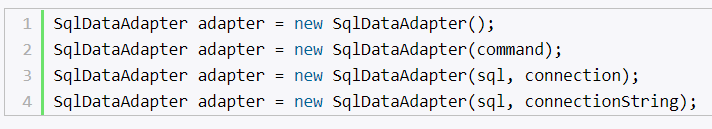 1 SqlDataAdapter adapter = new SqlDataAdapter();
2 SqlDataAdapter adapter = new SqlDataAdapter(command);
3 SqlDataAdapter adapter = new SqlDataAdapter(sql, connection);
4 SqlDataAdapter adapter = new SqlDataAdapter(sql, connectionString);